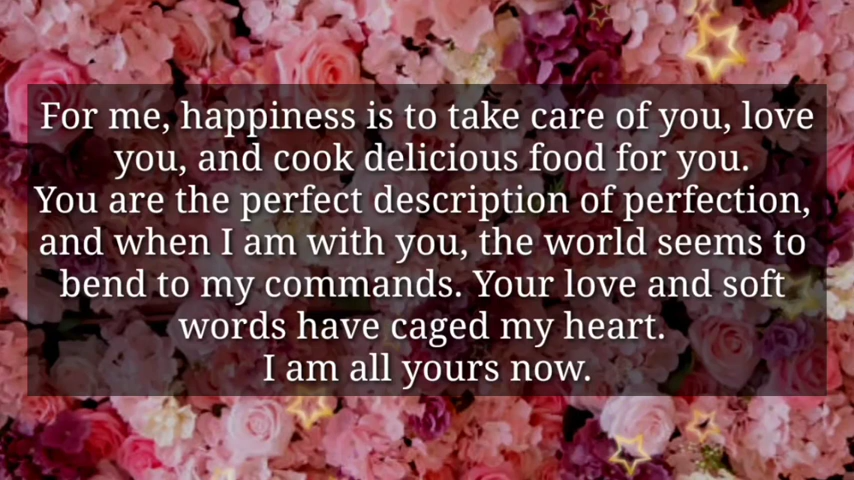 For me, happiness is to take care of you, love
you, and cook delicious food for you.
You are the perfect description of perfection,
and when I am with you, the world seems to
bend to my commands. Your love and soft
words have caged my heart.
I am all yours now.